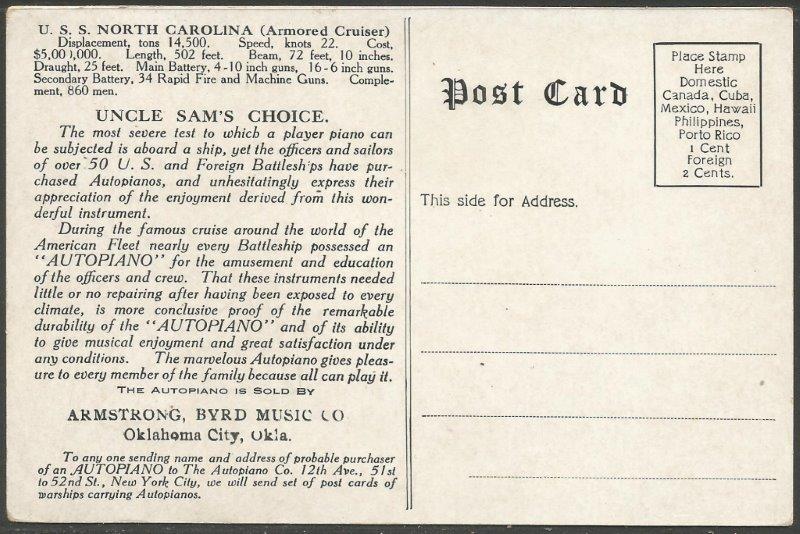 U. S. S. NORTH CAROLINA (Armored Cruiser)
Displacement, tons 14,500. Speed, knots 22. Cost,
$5,000,000. Length, 502 feet. Beam, 72 feet, 10 inches.
Draught, 25 feet. Main Battery, 4-10 inch guns, 16-6 inch guns.
Secondary Battery, 34 Rapid Fire and Machine Guns. Comple-
ment, 860 men.
UNCLE SAM'S CHOICE.
The most severe test to which a player piano can
be subjected is aboard a ship, yet the officers and sailors
of over 50 U. S. and Foreign Battleships have pur-
chased Autopianos, and unhesitatingly express their
appreciation of the enjoyment derived from this won-
derful instrument.
During the famous cruise around the world of the
American Fleet nearly every Battleship possessed an
"AUTOPIANO" for the amusement and education
of the officers and crew. That these instruments needed
little or no repairing after having been exposed to every
climate, is more conclusive proof of the remarkable
durability of the "AUTOPIANO" and of its ability
to give musical enjoyment and great satisfaction under
any conditions. The marvelous Autopiano gives pleas-
ure to every member of the family because all can play it.
THE AUTOPIANO IS SOLD BY
ARMSTRONG, BYRD MUSIC CO
Oklahoma City, Okla.
To any one sending name and address of probable purchaser
of an AUTOPIANO to The Autopiano Co. 12th Ave., 51st
to 52nd St., New York City, we will send set of post cards of
warships carrying Autopianos.
Post Card
Place Stamp
Here
Domestic
Canada, Cuba,
Mexico, Hawaii
Philippines,
Porto Rico
1 Cent
Foreign
2 Cents.
This side for Address.